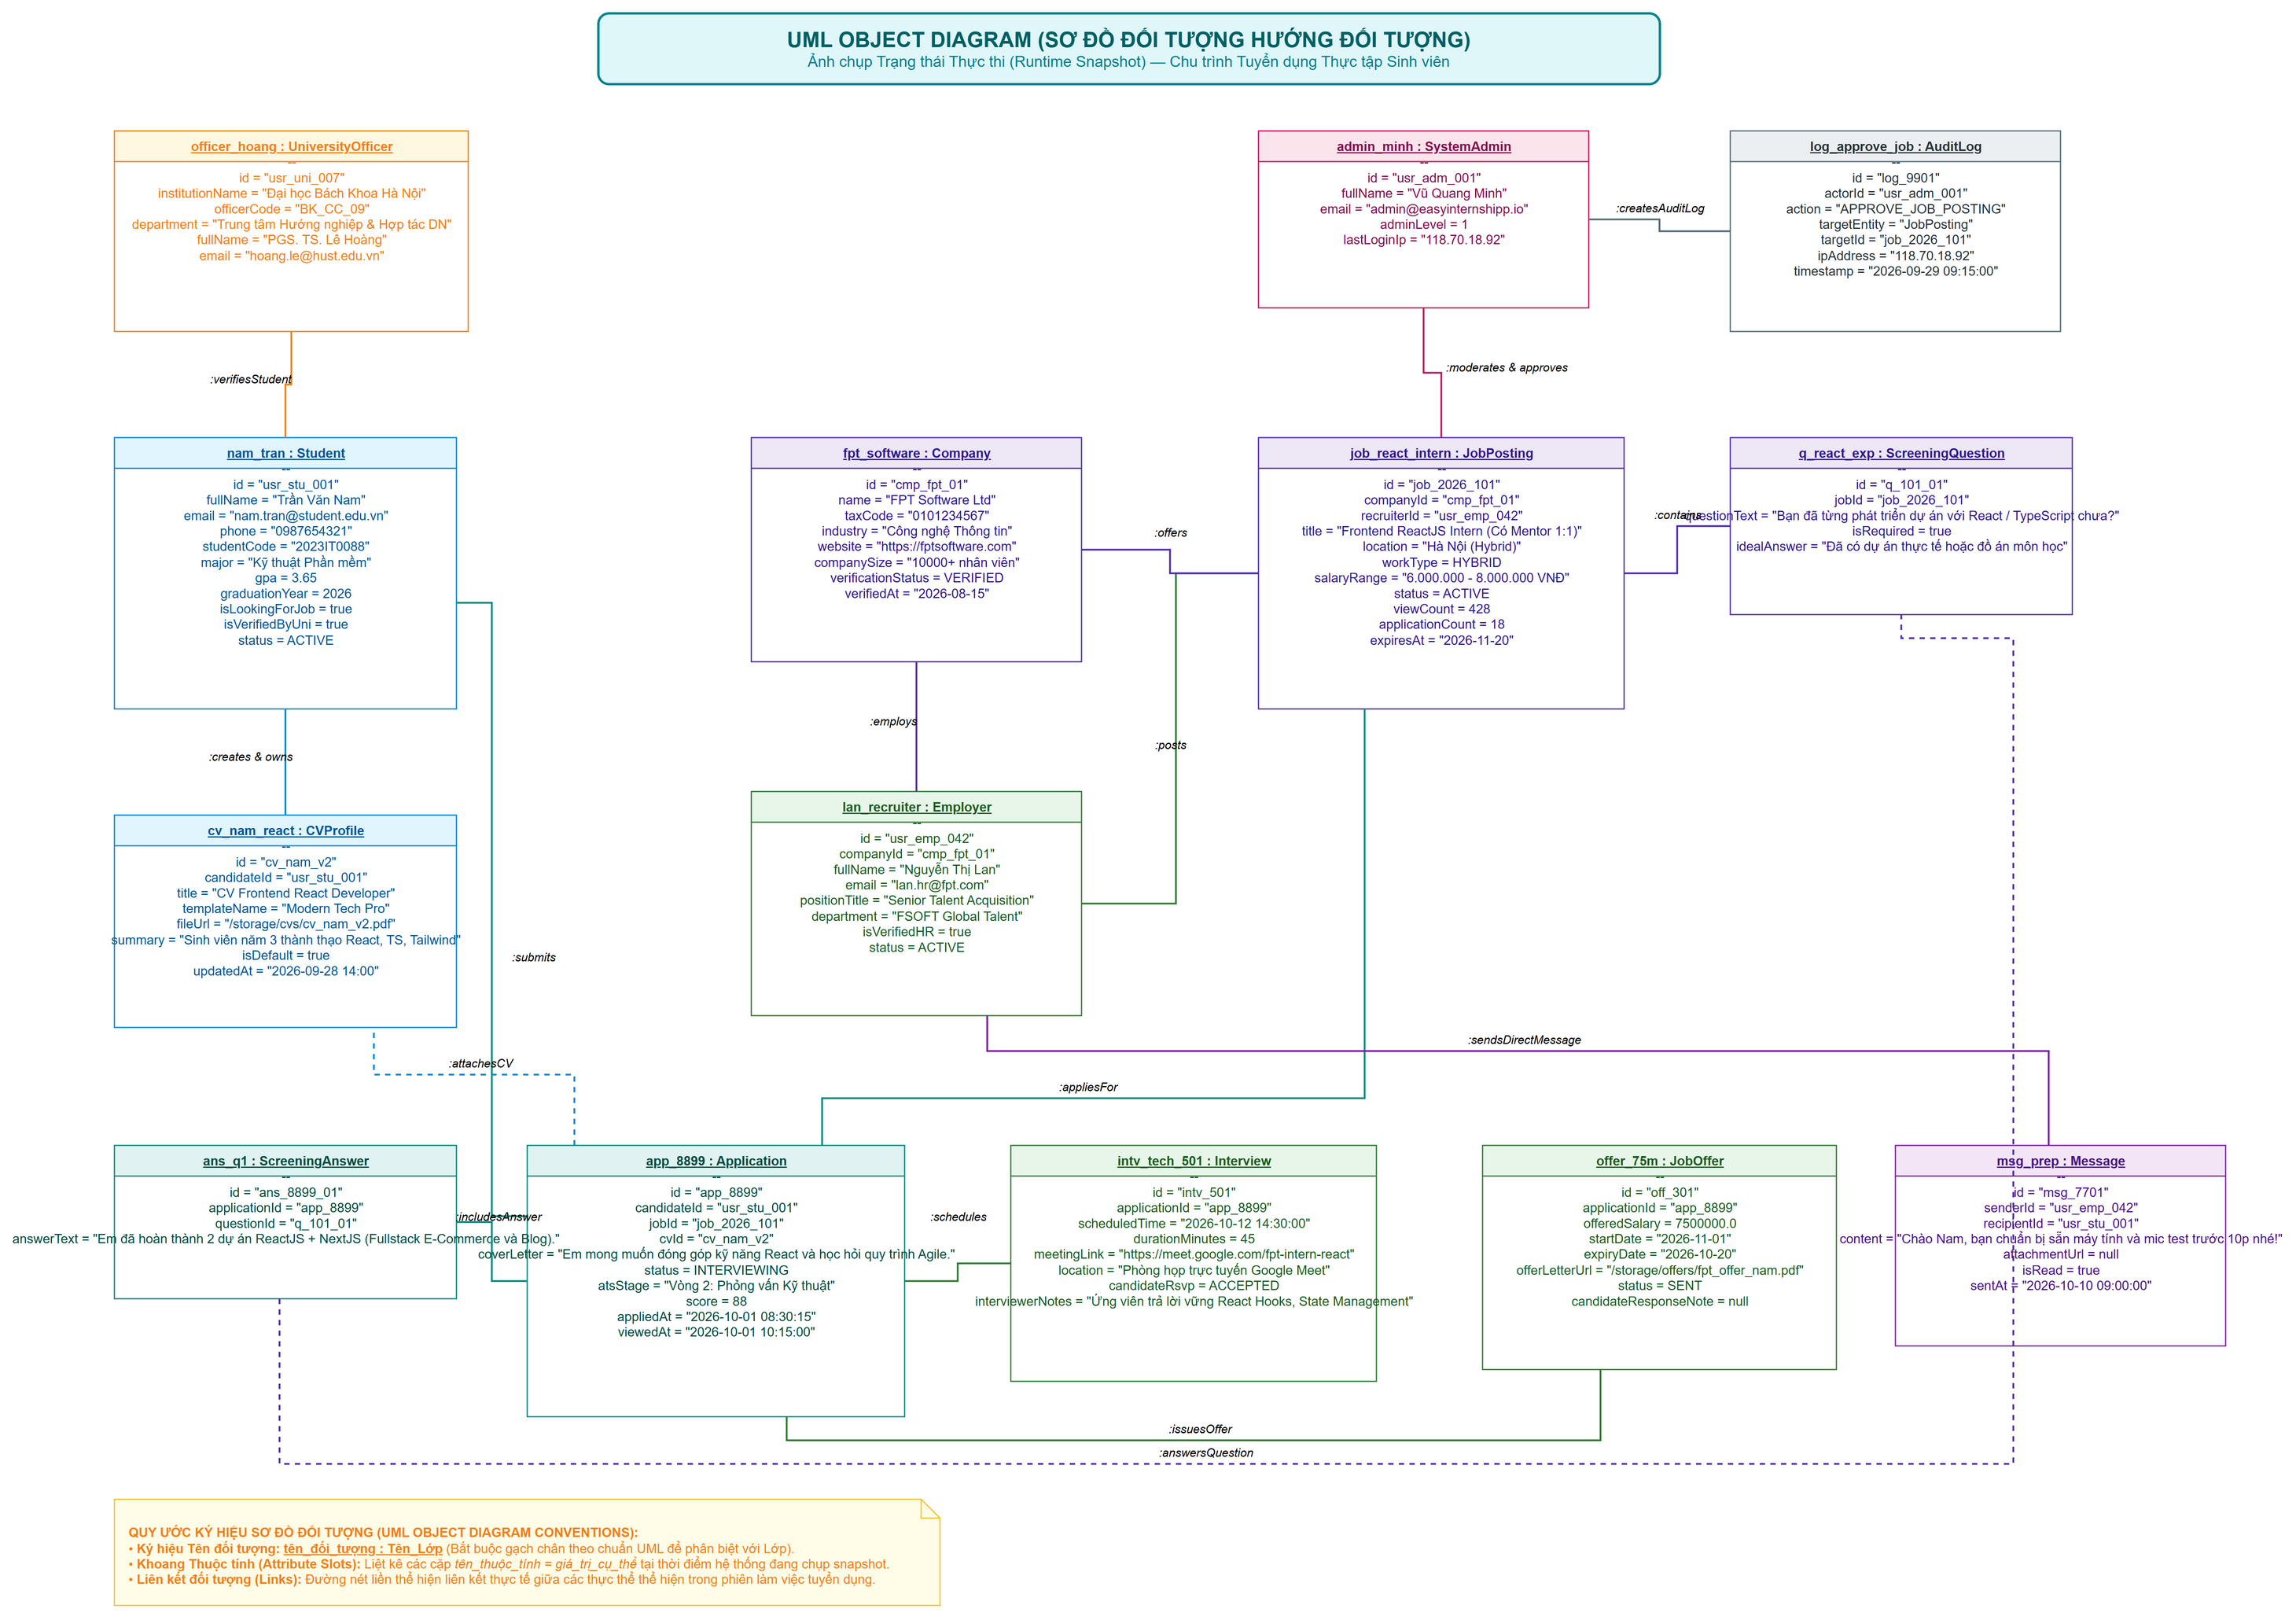 UML OBJECT DIAGRAM (SƠ ĐỒ ĐỐI TƯỢNG HƯỚNG ĐỐI TƯỢNG)
Ảnh chụp Trạng thái Thực thi (Runtime Snapshot) — Chu trình Tuyển dụng Thực tập Sinh viên
officer_hoang : UniversityOfficer
--
id = "usr_uni_007"
institutionName = "Đại học Bách Khoa Hà Nội"
officerCode = "BK_CC_09"
department = "Trung tâm Hướng nghiệp & Hợp tác DN"
fullName = "PGS. TS. Lê Hoàng"
email = "hoang.le@hust.edu.vn"
admin_minh : SystemAdmin
--
id = "usr_adm_001"
fullName = "Vũ Quang Minh"
email = "admin@easyinternshipp.io"
adminLevel = 1
lastLoginIp = "118.70.18.92"
:createsAuditLog
log_approve_job : AuditLog
--
id = "log_9901"
actorId = "usr_adm_001"
action = "APPROVE_JOB_POSTING"
targetEntity = "JobPosting"
targetId = "job_2026_101"
ipAddress = "118.70.18.92"
timestamp = "2026-09-29 09:15:00"
:verifiesStudent
:moderates & approves
nam_tran : Student
--
id = "usr_stu_001"
fullName = "Trần Văn Nam"
email = "nam.tran@student.edu.vn"
phone = "0987654321"
studentCode = "2023IT0088"
major = "Kỹ thuật Phần mềm"
gpa = 3.65
graduationYear = 2026
isLookingForJob = true
isVerifiedByUni = true
status = ACTIVE
fpt_software : Company
--
id = "cmp_fpt_01"
name = "FPT Software Ltd"
taxCode = "0101234567"
industry = "Công nghệ Thông tin"
website = "https://fptsoftware.com"
companySize = "10000+ nhân viên"
verificationStatus = VERIFIED
verifiedAt = "2026-08-15"
:offers
job_react_intern : JobPosting
--
id = "job_2026_101"
companyId = "cmp_fpt_01"
recruiterId = "usr_emp_042"
title = "Frontend ReactJS Intern (Có Mentor 1:1)"
location = "Hà Nội (Hybrid)"
workType = HYBRID
salaryRange = "6.000.000 - 8.000.000 VNĐ"
status = ACTIVE
viewCount = 428
applicationCount = 18
expiresAt = "2026-11-20"
:contains
q_react_exp : ScreeningQuestion
--
id = "q_101_01"
jobId = "job_2026_101"
questionText = "Bạn đã từng phát triển dự án với React / TypeScript chưa?"
isRequired = true
idealAnswer = "Đã có dự án thực tế hoặc đồ án môn học"
:creates & owns
:employs
:posts
cv_nam_react : CVProfile
--
id = "cv_nam_v2"
candidateId = "usr_stu_001"
title = "CV Frontend React Developer"
templateName = "Modern Tech Pro"
fileUrl = "/storage/cvs/cv_nam_v2.pdf"
summary = "Sinh viên năm 3 thành thạo React, TS, Tailwind"
isDefault = true
updatedAt = "2026-09-28 14:00"
:submits
lan_recruiter : Employer
--
id = "usr_emp_042"
companyId = "cmp_fpt_01"
fullName = "Nguyễn Thị Lan"
email = "lan.hr@fpt.com"
positionTitle = "Senior Talent Acquisition"
department = "FSOFT Global Talent"
isVerifiedHR = true
status = ACTIVE
:attachesCV
:sendsDirectMessage
:appliesFor
ans_q1 : ScreeningAnswer
--
id = "ans_8899_01"
applicationId = "app_8899"
questionId = "q_101_01"
answerText = "Em đã hoàn thành 2 dự án ReactJS + NextJS (Fullstack E-Commerce và Blog)."
:includesAnswer
app_8899 : Application
--
id = "app_8899"
candidateId = "usr_stu_001"
jobId = "job_2026_101"
cvId = "cv_nam_v2"
coverLetter = "Em mong muốn đóng góp kỹ năng React và học hỏi quy trình Agile."
status = INTERVIEWING
atsStage = "Vòng 2: Phỏng vấn Kỹ thuật"
score = 88
appliedAt = "2026-10-01 08:30:15"
viewedAt = "2026-10-01 10:15:00"
:schedules
intv_tech_501 : Interview
--
id = "intv_501"
applicationId = "app_8899"
scheduledTime = "2026-10-12 14:30:00"
durationMinutes = 45
meetingLink = "https://meet.google.com/fpt-intern-react"
location = "Phòng họp trực tuyến Google Meet"
candidateRsvp = ACCEPTED
interviewerNotes = "Ứng viên trả lời vững React Hooks, State Management"
offer_75m : JobOffer
--
id = "off_301"
applicationId = "app_8899"
offeredSalary = 7500000.0
startDate = "2026-11-01"
expiryDate = "2026-10-20"
offerLetterUrl = "/storage/offers/fpt_offer_nam.pdf"
status = SENT
candidateResponseNote = null
msg_prep : Message
--
id = "msg_7701"
senderId = "usr_emp_042"
recipientId = "usr_stu_001"
content = "Chào Nam, bạn chuẩn bị sẵn máy tính và mic test trước 10p nhé!"
attachmentUrl = null
isRead = true
sentAt = "2026-10-10 09:00:00"
:issuesOffer
:answersQuestion
QUY ƯỚC KÝ HIỆU SƠ ĐỒ ĐỐI TƯỢNG (UML OBJECT DIAGRAM CONVENTIONS):
• Ký hiệu Tên đối tượng: tên_đối_tượng : Tên_Lớp (Bắt buộc gạch chân theo chuẩn UML để phân biệt với Lớp).
• Khoang Thuộc tính (Attribute Slots): Liệt kê các cặp tên_thuộc_tính = giá_trị_cụ_thể tại thời điểm hệ thống đang chụp snapshot.
• Liên kết đối tượng (Links): Đường nét liền thể hiện liên kết thực tế giữa các thực thể thể hiện trong phiên làm việc tuyển dụng.